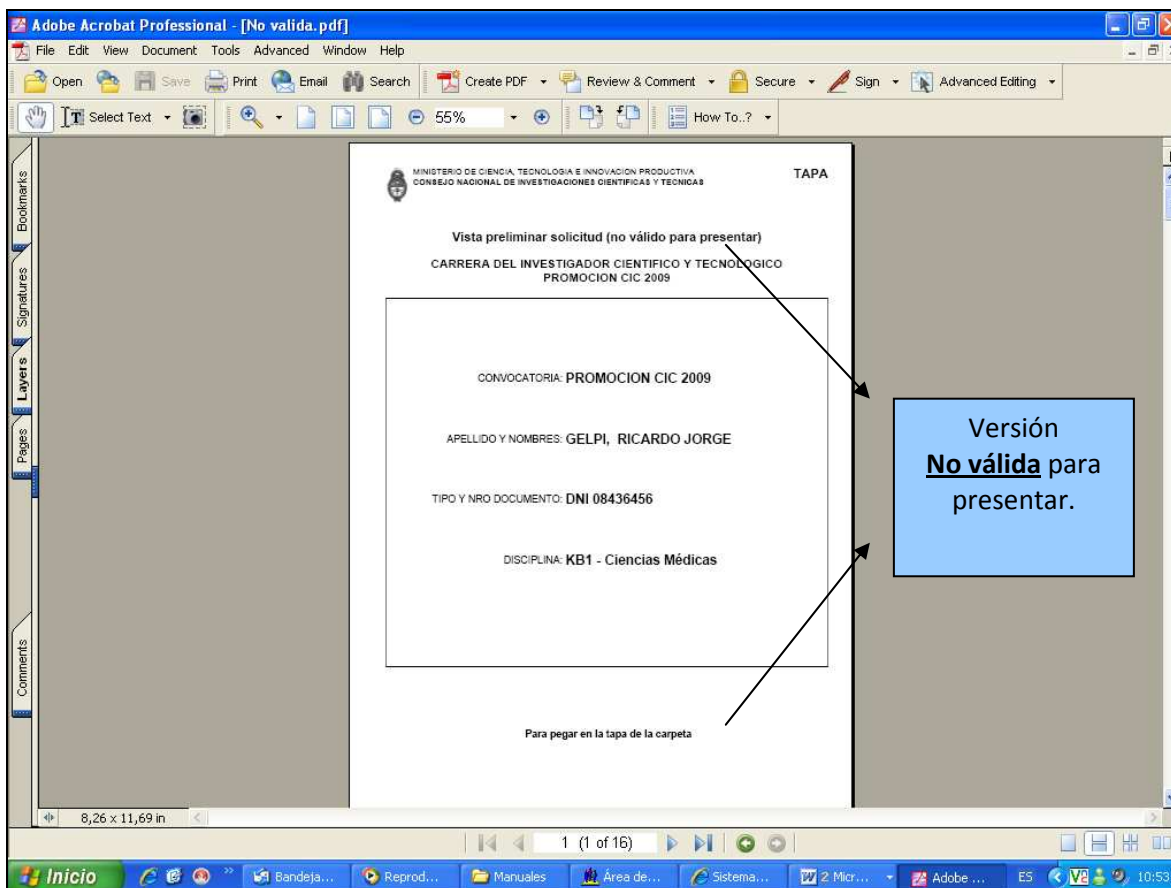 Adobe Acrobat Professional - [No valida.pdf]
File Edit View Document Tools Advanced Window Help
Open Save Print Email Search Create PDF Review & Comment Secure Sign Advanced Editing
Select Text 55% How To..?
Bookmarks
Signatures
Layers
Pages
Comments
MINISTERIO DE CIENCIA, TECNOLOGIA E INNOVACION PRODUCTIVA
CONSEJO NACIONAL DE INVESTIGACIONES CIENTIFICAS Y TECNICAS
TAPA
Vista preliminar solicitud (no válido para presentar)
CARRERA DEL INVESTIGADOR CIENTIFICO Y TECNOLOGICO
PROMOCION CIC 2009
CONVOCATORIA: PROMOCION CIC 2009
APELLIDO Y NOMBRES: GELPI, RICARDO JORGE
TIPO Y NRO DOCUMENTO: DNI 08436456
DISCIPLINA: KB1 - Ciencias Médicas
Para pegar en la tapa de la carpeta
Versión
No válida para
presentar.
8,26 x 11,69 in
1 (1 of 16)
Inicio Bandeja... Reprod... Manuales Área de... Sistema... 2 Micr... Adobe ... ES 10:53